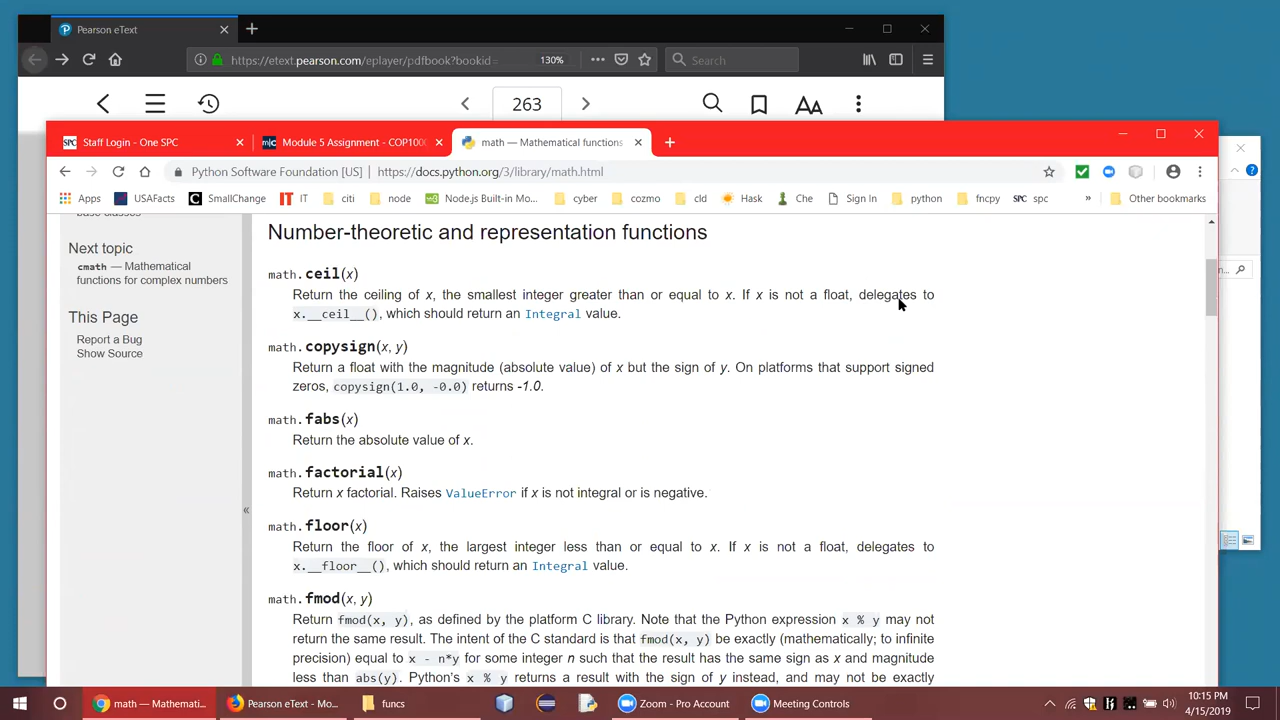 Pearson eText
https://etext.pearson.com/eplayer/pdfbook?bookid=
130%
Search
263
Staff Login - One SPC
Module 5 Assignment - COP100
math — Mathematical functions
Python Software Foundation [US] | https://docs.python.org/3/library/math.html
Apps
USAFacts
SmallChange
IT
citi
node
Node.js Built-in Mo...
cyber
cozmo
cld
Hask
Che
Sign In
python
fncpy
SPC spc
»
Other bookmarks
base classes
Next topic
cmath — Mathematical
functions for complex numbers
This Page
Report a Bug
Show Source
«
Number-theoretic and representation functions
math.ceil(x)
Return the ceiling of x, the smallest integer greater than or equal to x. If x is not a float, delegates to
x.__ceil__(), which should return an Integral value.
math.copysign(x, y)
Return a float with the magnitude (absolute value) of x but the sign of y. On platforms that support signed
zeros, copysign(1.0, -0.0) returns -1.0.
math.fabs(x)
Return the absolute value of x.
math.factorial(x)
Return x factorial. Raises ValueError if x is not integral or is negative.
math.floor(x)
Return the floor of x, the largest integer less than or equal to x. If x is not a float, delegates to
x.__floor__(), which should return an Integral value.
math.fmod(x, y)
Return fmod(x, y), as defined by the platform C library. Note that the Python expression x % y may not
return the same result. The intent of the C standard is that fmod(x, y) be exactly (mathematically; to infinite
precision) equal to x - n*y for some integer n such that the result has the same sign as x and magnitude
less than abs(y). Python's x % y returns a result with the sign of y instead, and may not be exactly
math — Mathemati...
Pearson eText - Mo...
funcs
Zoom - Pro Account
Meeting Controls
10:15 PM
4/15/2019